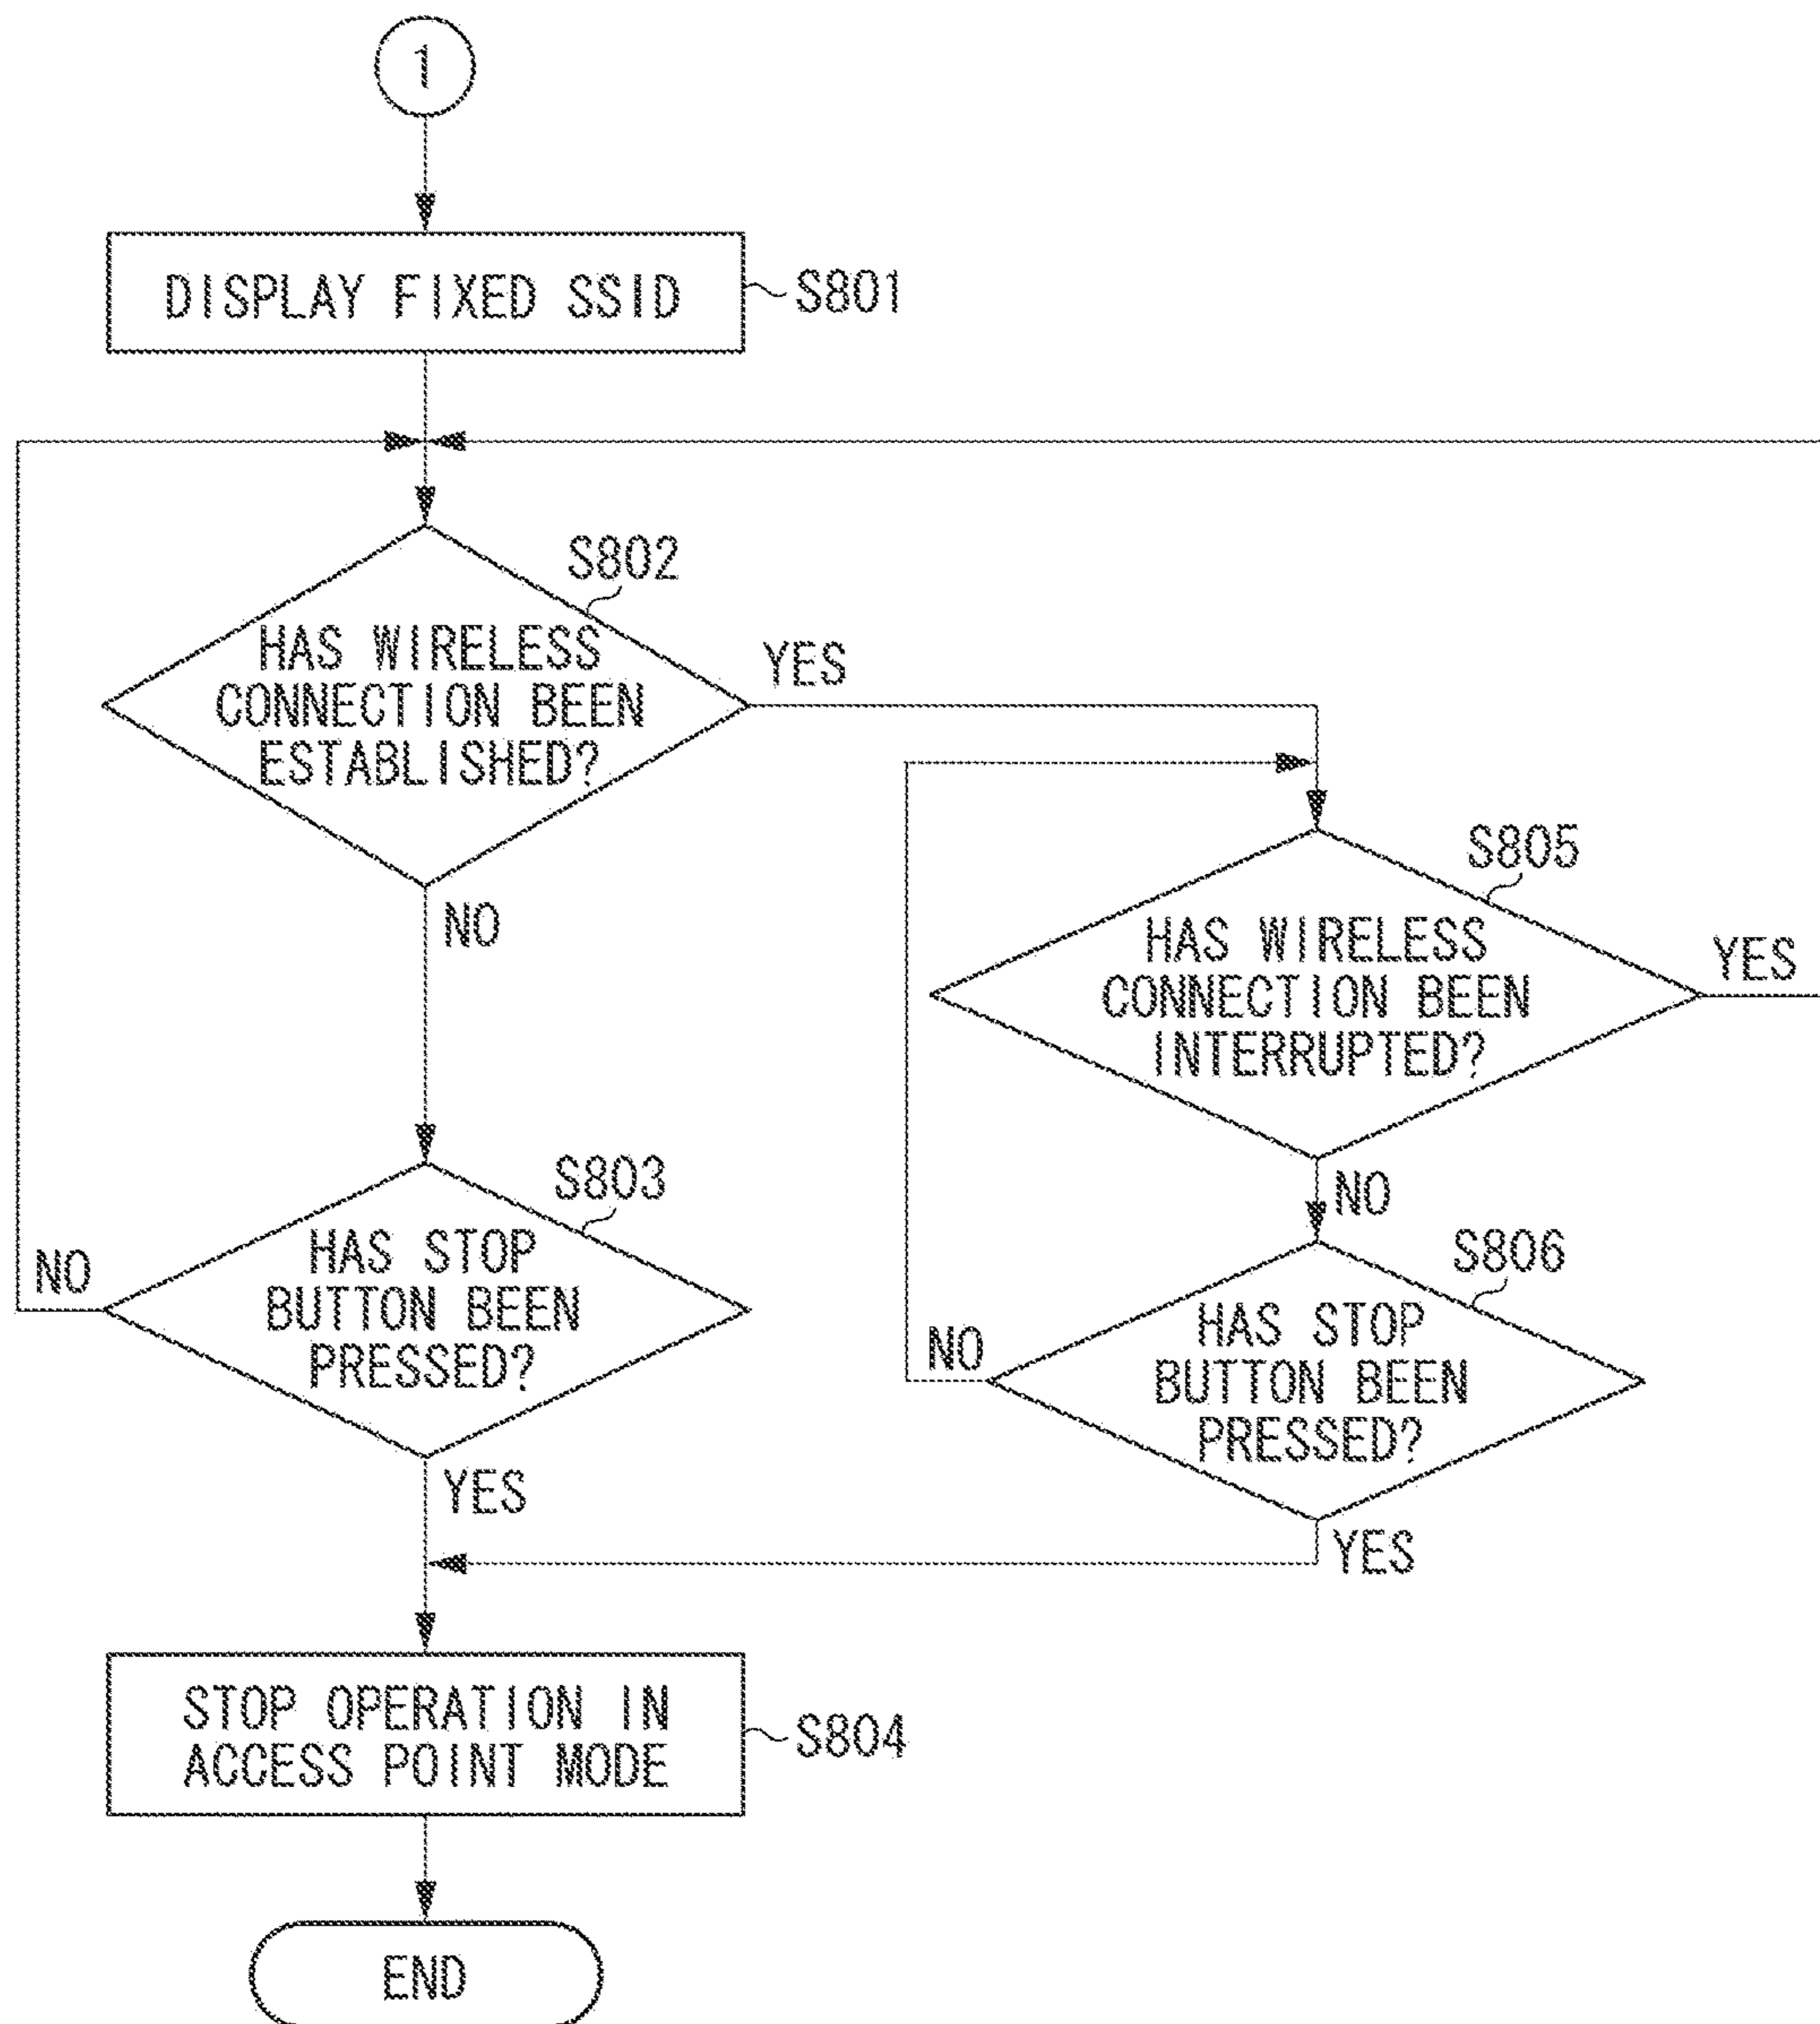 1
DISPLAY FIXED SSID
S801
S802
HAS WIRELESS
CONNECTION BEEN
ESTABLISHED?
YES
NO
S805
HAS WIRELESS
CONNECTION BEEN
INTERRUPTED?
YES
NO
S803
HAS STOP
BUTTON BEEN
PRESSED?
NO
YES
S806
HAS STOP
BUTTON BEEN
PRESSED?
NO
YES
STOP OPERATION IN
ACCESS POINT MODE
S804
END